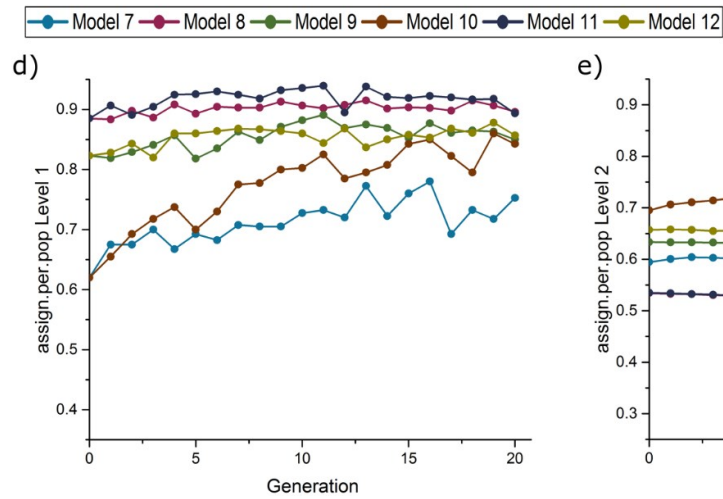 Model 7 Model 8 Model 9 Model 10 Model 11 Model 12
d)
e)
assign.per.pop Level 1
0.9
0.8
0.7
0.6
0.5
0.4
0 5 10 15 20
Generation
assign.per.pop Level 2
0.9
0.8
0.7
0.6
0.5
0.4
0.3
0